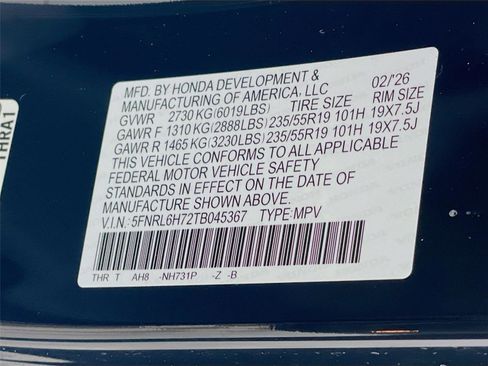 MFD. BY HONDA DEVELOPMENT &
MANUFACTURING OF AMERICA, LLC 02/26
GVWR 2730 KG(6019LBS) TIRE SIZE RIM SIZE
GAWR F 1310 KG(2888LBS) 235/55R19 101H 19X7.5J
GAWR R 1465 KG(3230LBS) 235/55R19 101H 19X7.5J
THIS VEHICLE CONFORMS TO ALL APPLICABLE
FEDERAL MOTOR VEHICLE SAFETY
STANDARDS IN EFFECT ON THE DATE OF
MANUFACTURE SHOWN ABOVE.
V.I.N.: 5FNRL6H72TB045367 TYPE:MPV
THR T AH8 -NH731P -Z -B
THRA1